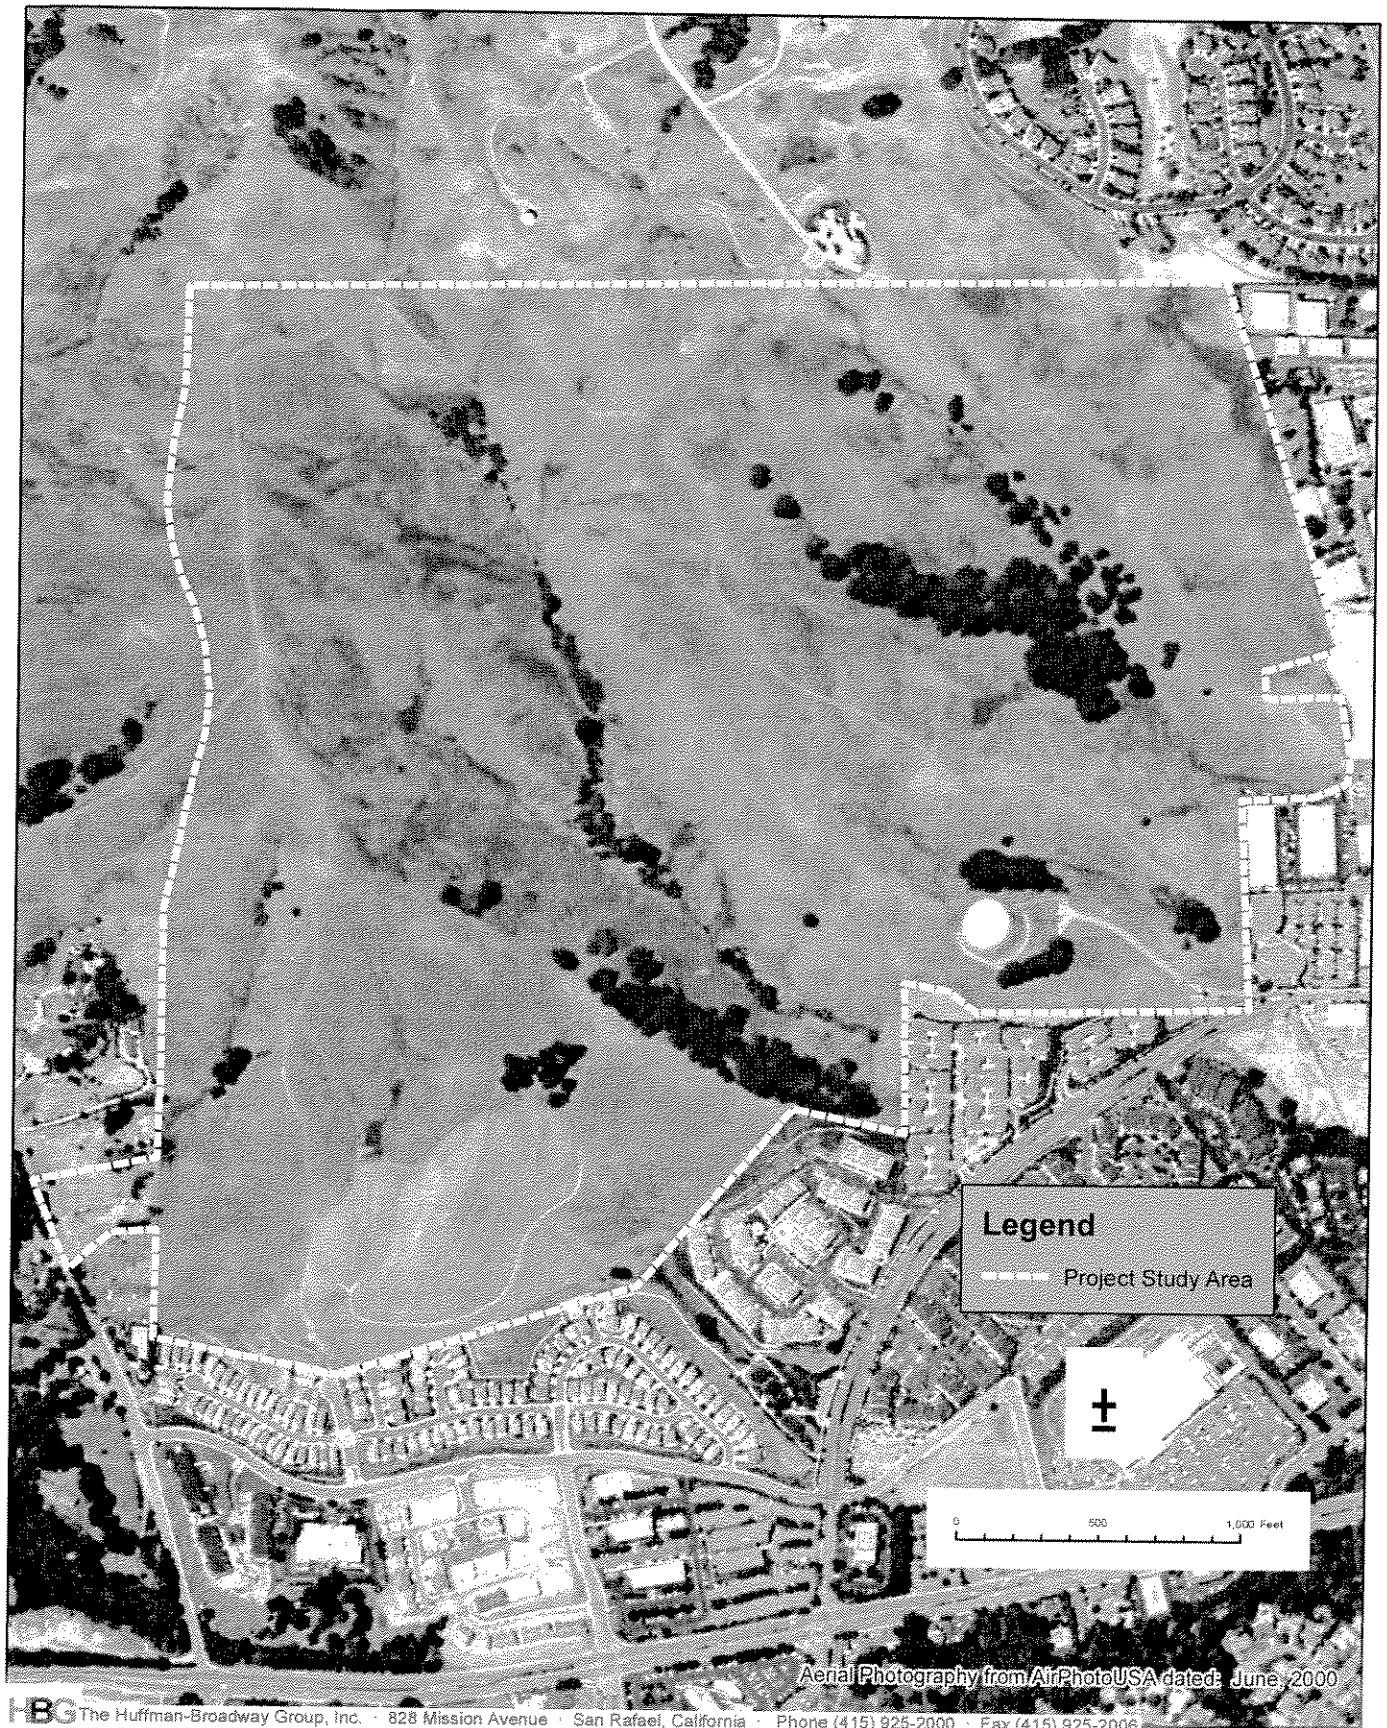 Legend
Project Study Area
0 500 1,000 Feet
Aerial Photography from AirPhotoUSA dated: June, 2000
HBG The Huffman-Broadway Group, Inc. · 828 Mission Avenue · San Rafael, California · Phone (415) 925-2000 · Fax (415) 925-2006